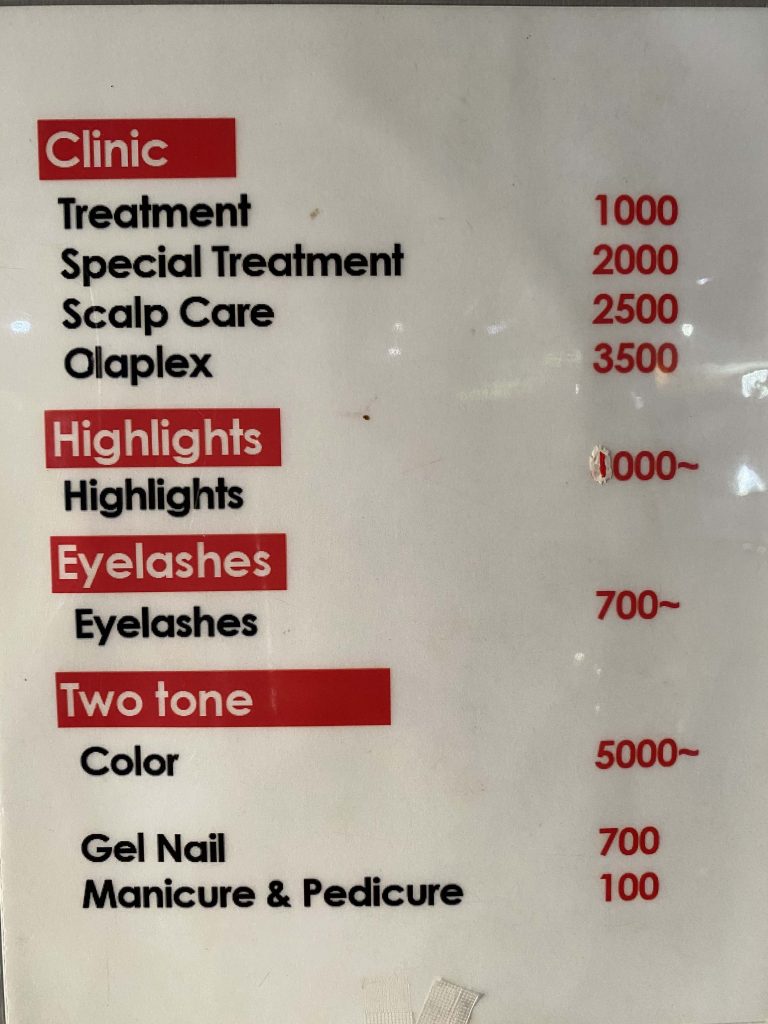 Clinic
Treatment 1000
Special Treatment 2000
Scalp Care 2500
Olaplex 3500
Highlights
Highlights
Eyelashes
Eyelashes 700~
Two tone
Color 5000~
Gel Nail 700
Manicure & Pedicure 100